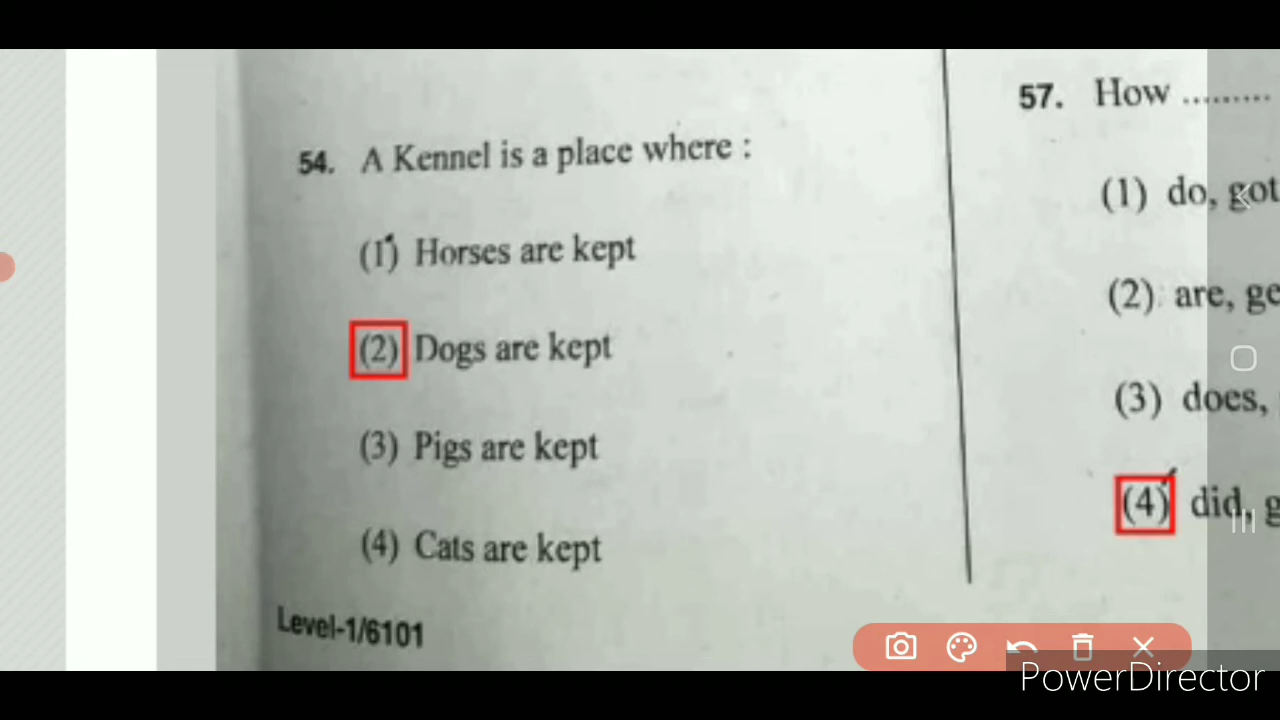 54. A Kennel is a place where :
(1) Horses are kept
(2) Dogs are kept
(3) Pigs are kept
(4) Cats are kept
Level-1/6101
57. How .........
(1) do, got
(2) are, ge
(3) does,
(4) did, g
PowerDirector